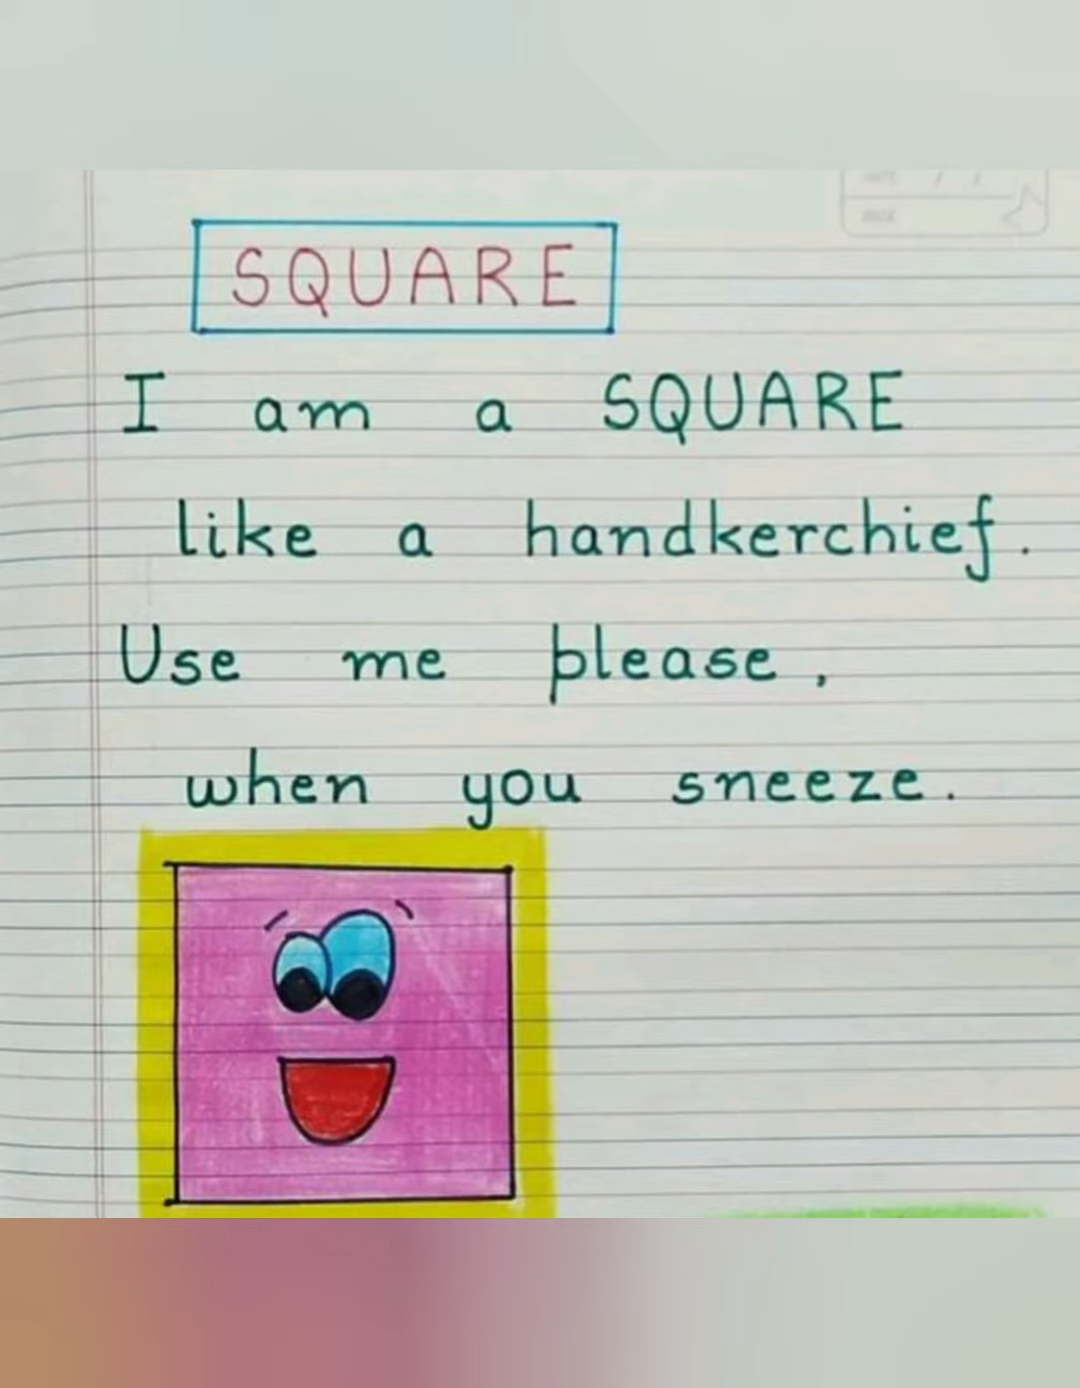 SQUARE
I am a SQUARE
like a handkerchief.
Use me please,
when you sneeze.